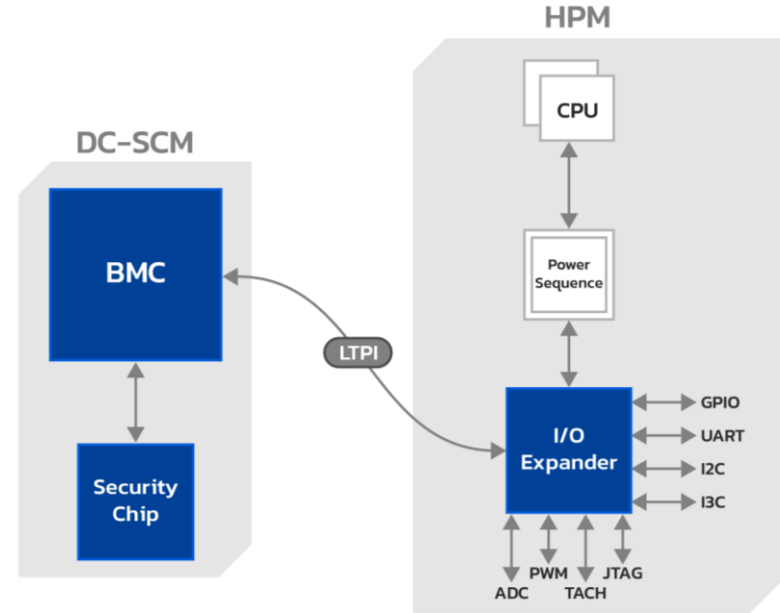 HPM
CPU
DC-SCM
BMC
Power
Sequence
LTPI
I/O
Expander
GPIO
UART
I2C
I3C
Security
Chip
PWM
JTAG
ADC
TACH